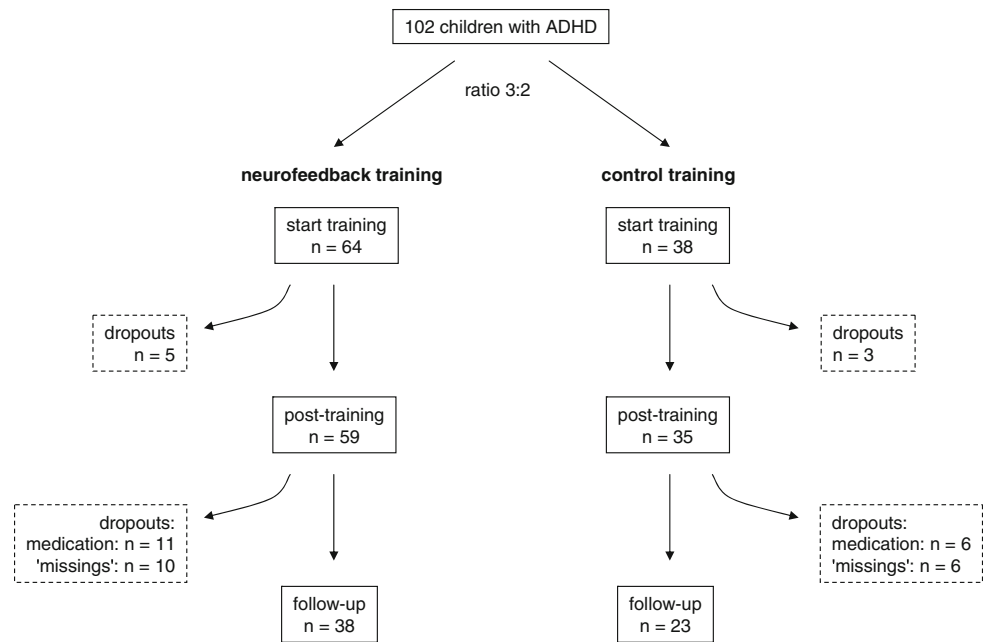 102 children with ADHD
ratio 3:2
neurofeedback training
control training
start training
n = 64
start training
n = 38
dropouts
n = 5
dropouts
n = 3
post-training
n = 59
post-training
n = 35
dropouts:
medication: n = 11
'missings': n = 10
dropouts:
medication: n = 6
'missings': n = 6
follow-up
n = 38
follow-up
n = 23